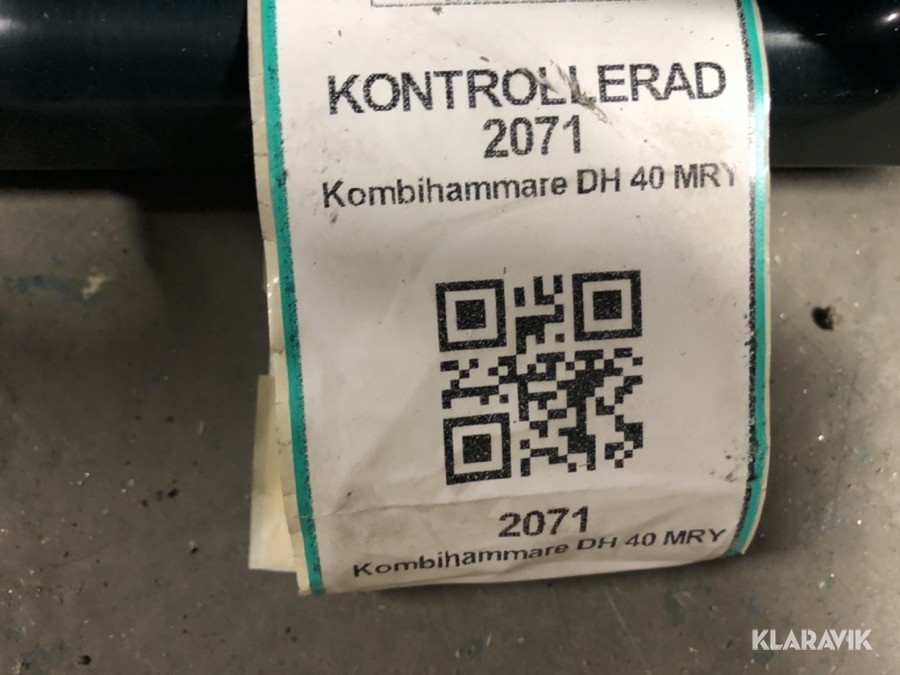 KONTROLLERAD
2071
Kombihammare DH 40 MRY
2071
Kombihammare DH 40 MRY
KLARAVIK